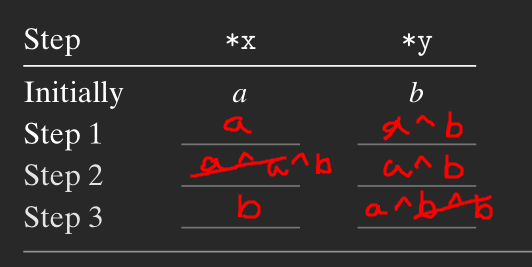 Step *x *y
Initially a b
Step 1 a a^b
Step 2 a^a^b a^b
Step 3 b a^b^b